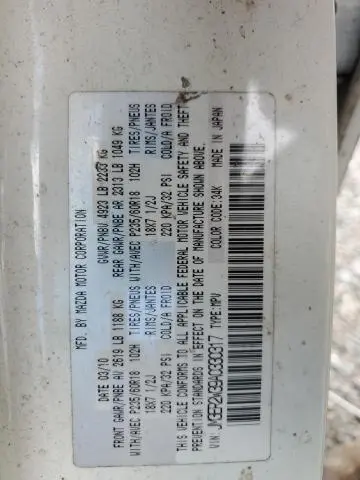 MFD. BY MAZDA MOTOR CORPORATION
DATE: 03/10 GVWR/PNBV 4923 LB 2233 KG
FRONT GAWR/PNBE AV 2619 LB 1188 KG REAR GAWR/PNBE AR 2313 LB 1049 KG
WITH/AVEC P235/60R18 102H TIRES/PNEUS WITH/AVEC P235/60R18 102H TIRES/PNEUS
18X7 1/2J RIMS/JANTES 18X7 1/2J RIMS/JANTES
220 KPA/32 PSI COLD/A FROID 220 KPA/32 PSI COLD/A FROID
THIS VEHICLE CONFORMS TO ALL APPLICABLE FEDERAL MOTOR VEHICLE SAFETY AND THEFT
PREVENTION STANDARDS IN EFFECT ON THE DATE OF MANUFACTURE SHOWN ABOVE.
COLOR CODE: 34K MADE IN JAPAN
VIN: TYPE: MPV